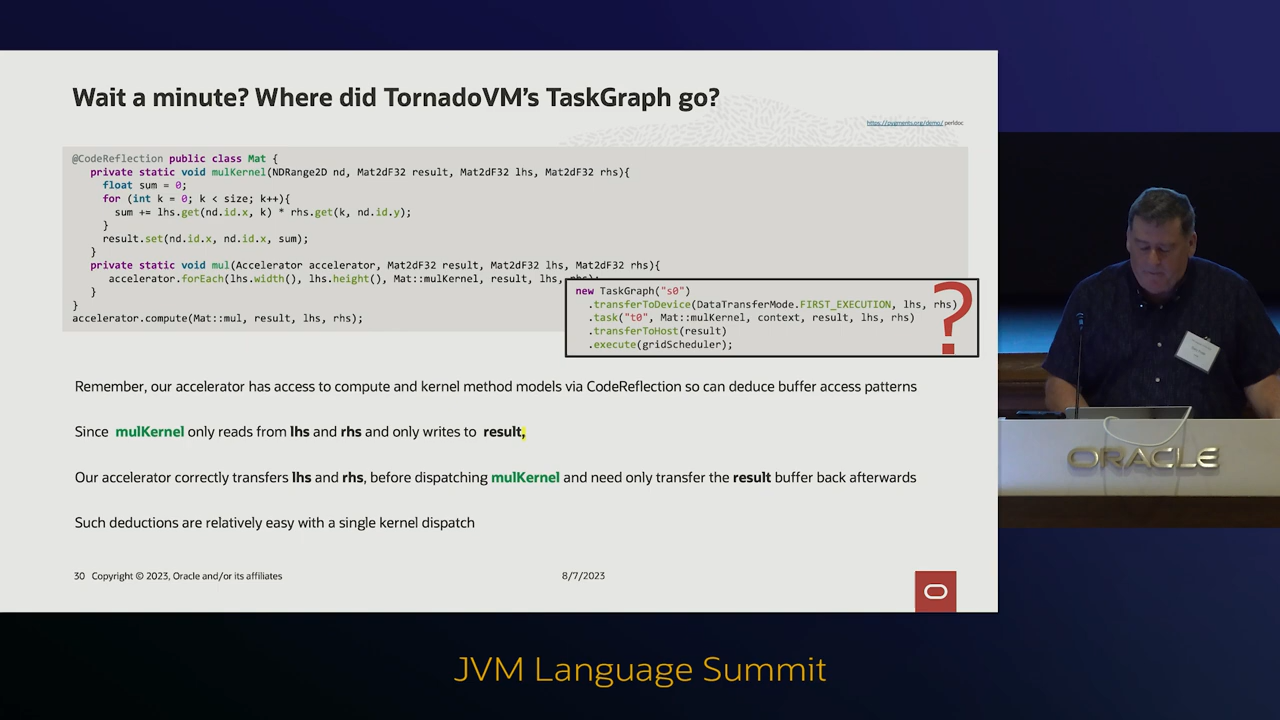 Wait a minute? Where did TornadoVM's TaskGraph go?
https://pygments.org/demo/ perldoc
@CodeReflection public class Mat {
private static void mulKernel(NDRange2D nd, Mat2dF32 result, Mat2dF32 lhs, Mat2dF32 rhs){
float sum = 0;
for (int k = 0; k < size; k++){
sum += lhs.get(nd.id.x, k) * rhs.get(k, nd.id.y);
}
result.set(nd.id.x, nd.id.x, sum);
}
private static void mul(Accelerator accelerator, Mat2dF32 result, Mat2dF32 lhs, Mat2dF32 rhs){
accelerator.forEach(lhs.width(), lhs.height(), Mat::mulKernel, result, lhs, rhs);
}
}
accelerator.compute(Mat::mul, result, lhs, rhs);
new TaskGraph("s0")
.transferToDevice(DataTransferMode.FIRST_EXECUTION, lhs, rhs)
.task("t0", Mat::mulKernel, context, result, lhs, rhs)
.transferToHost(result)
.execute(gridScheduler);
?
Remember, our accelerator has access to compute and kernel method models via CodeReflection so can deduce buffer access patterns
Since mulKernel only reads from lhs and rhs and only writes to result,
Our accelerator correctly transfers lhs and rhs, before dispatching mulKernel and need only transfer the result buffer back afterwards
Such deductions are relatively easy with a single kernel dispatch
30 Copyright © 2023, Oracle and/or its affiliates
8/7/2023
ORACLE
JVM Language Summit